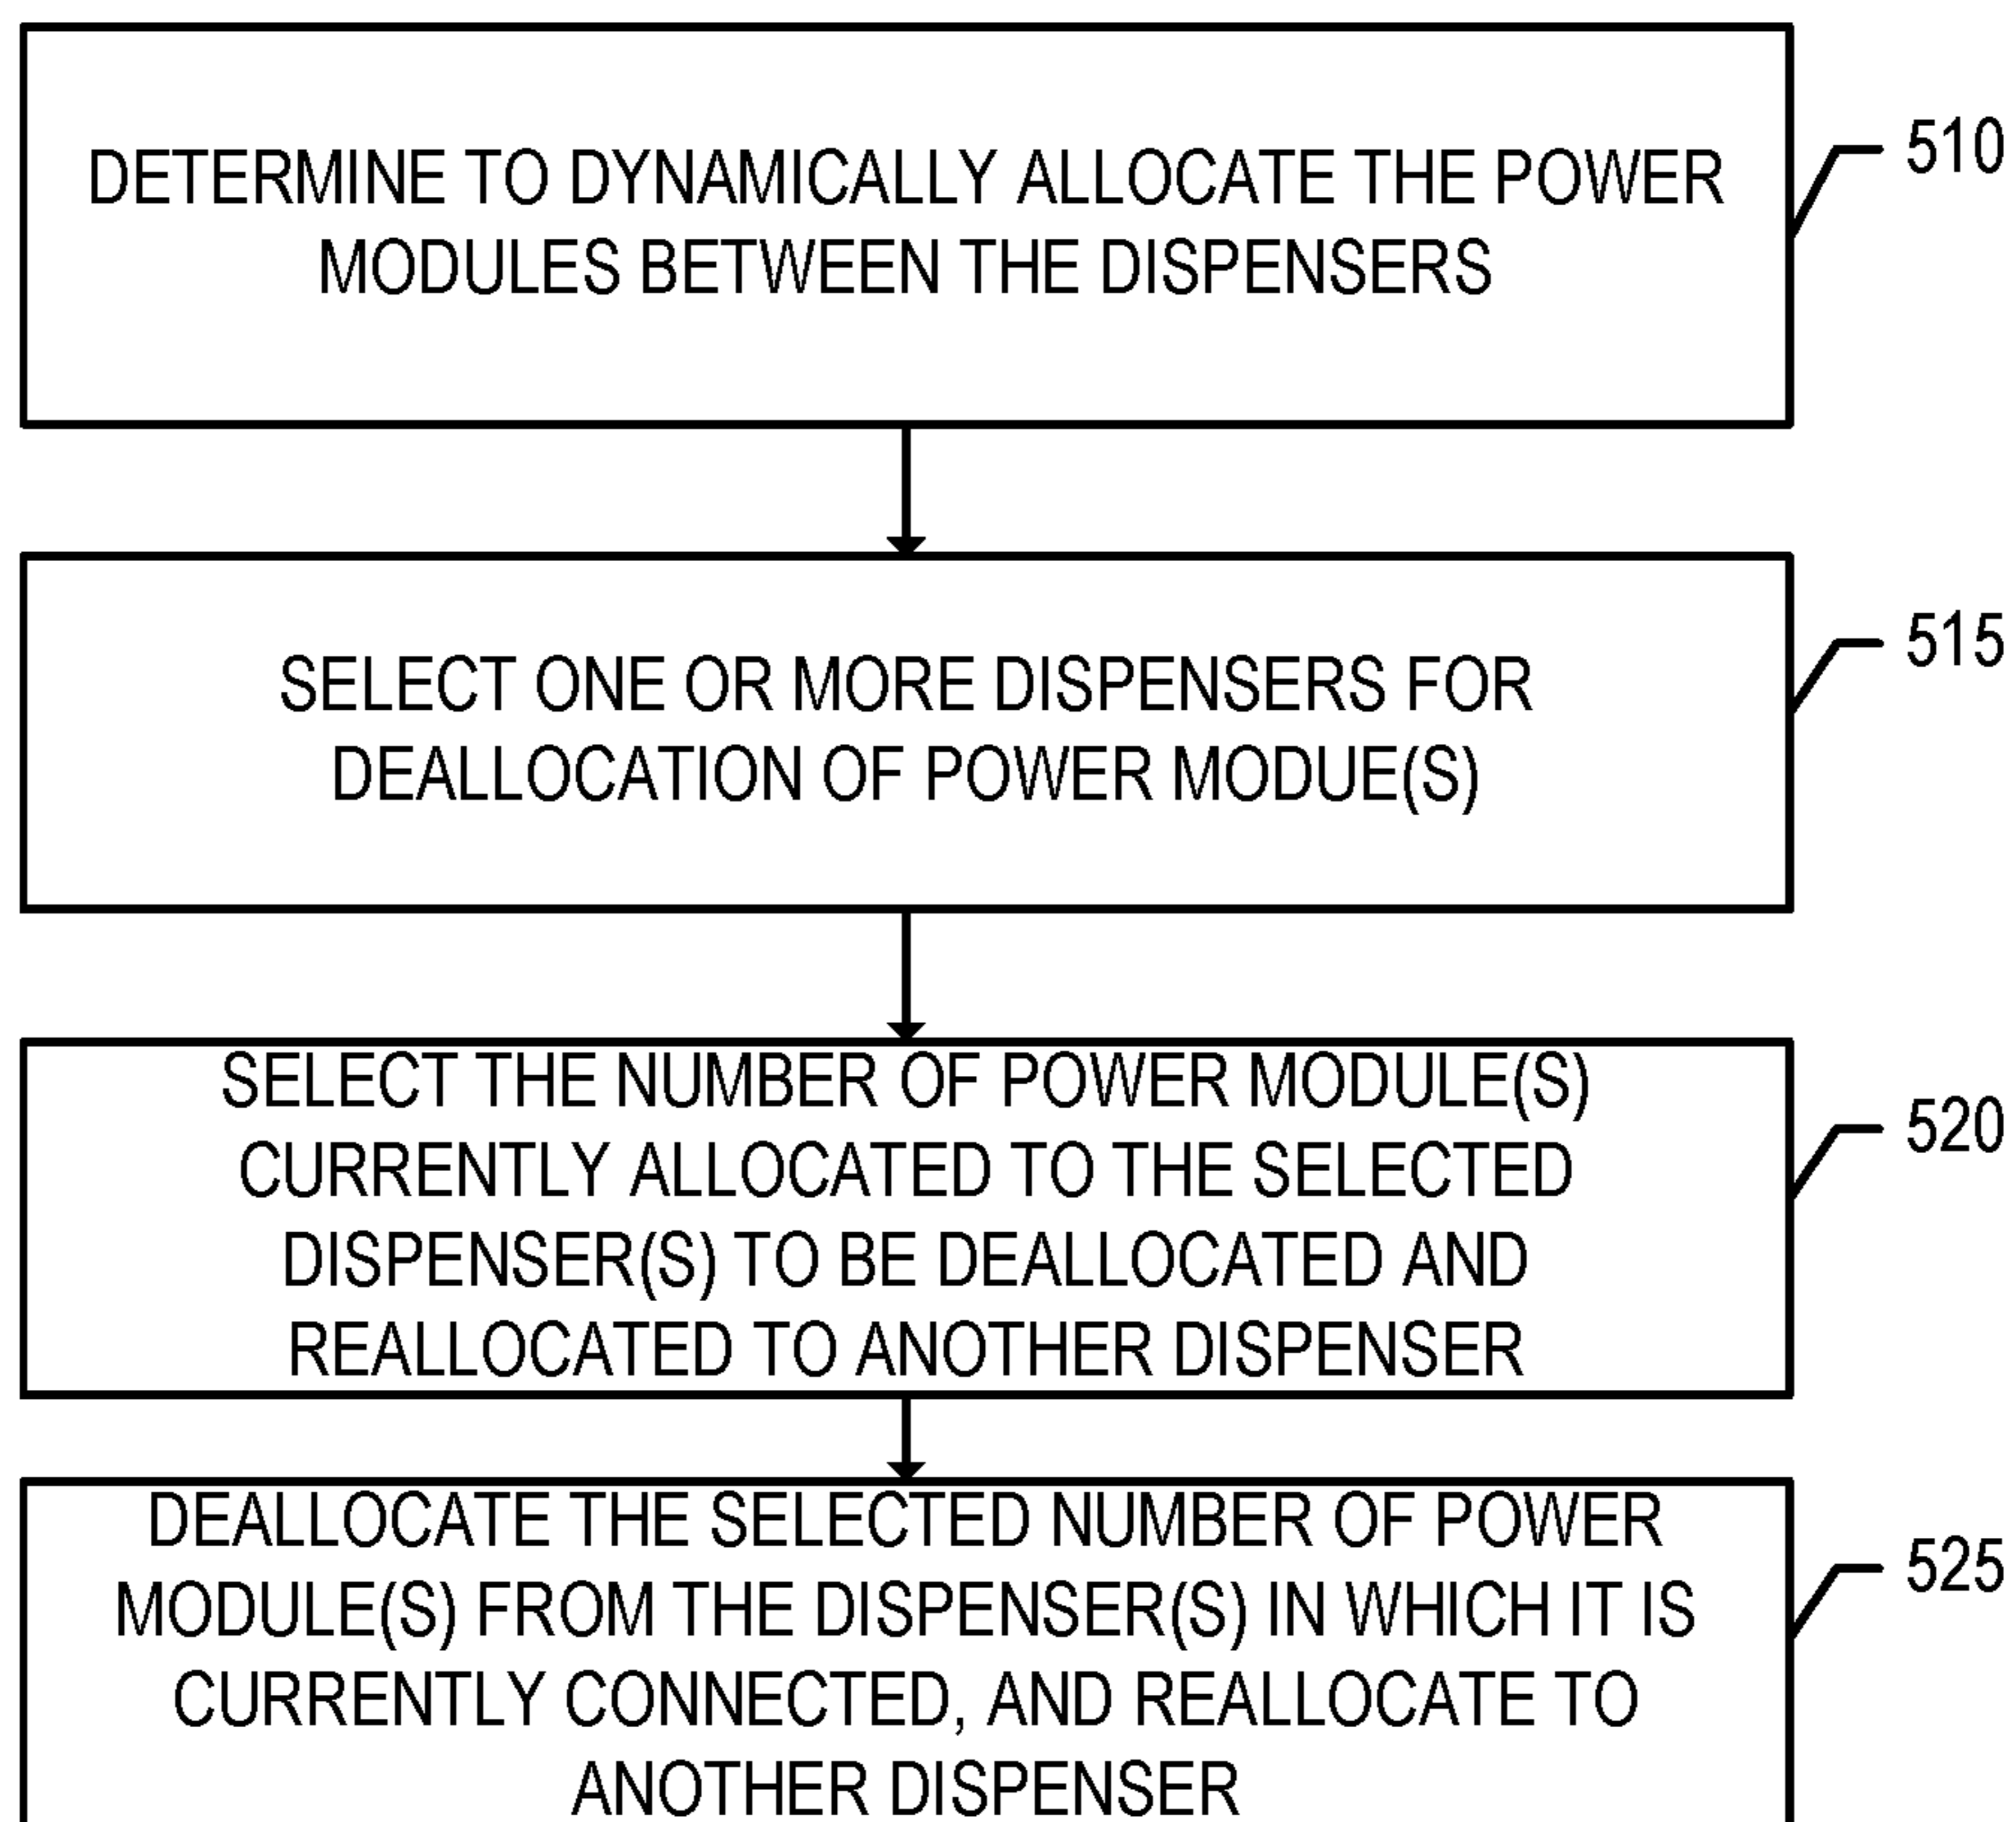 DETERMINE TO DYNAMICALLY ALLOCATE THE POWER
MODULES BETWEEN THE DISPENSERS
510
SELECT ONE OR MORE DISPENSERS FOR
DEALLOCATION OF POWER MODUE(S)
515
SELECT THE NUMBER OF POWER MODULE(S)
CURRENTLY ALLOCATED TO THE SELECTED
DISPENSER(S) TO BE DEALLOCATED AND
REALLOCATED TO ANOTHER DISPENSER
520
DEALLOCATE THE SELECTED NUMBER OF POWER
MODULE(S) FROM THE DISPENSER(S) IN WHICH IT IS
CURRENTLY CONNECTED, AND REALLOCATE TO
ANOTHER DISPENSER
525